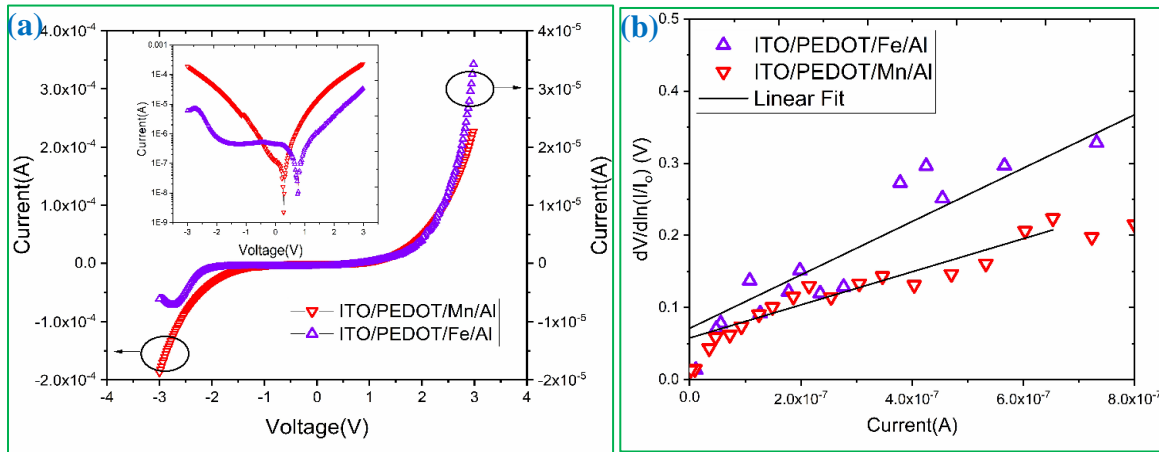 (a)
4.0x10⁻⁴
3.0x10⁻⁴
2.0x10⁻⁴
1.0x10⁻⁴
0.0
-1.0x10⁻⁴
-2.0x10⁻⁴
Current(A)
-4 -3 -2 -1 0 1 2 3 4
Voltage(V)
4x10⁻⁵
3x10⁻⁵
2x10⁻⁵
1x10⁻⁵
0
-1x10⁻⁵
-2x10⁻⁵
Current(A)
0.001
1E-4
1E-5
1E-6
1E-7
1E-8
1E-9
Current(A)
-3 -2 -1 0 1 2 3
Voltage(V)
ITO/PEDOT/Mn/Al
ITO/PEDOT/Fe/Al
(b)
ITO/PEDOT/Fe/Al
ITO/PEDOT/Mn/Al
Linear Fit
0.5
0.4
0.3
0.2
0.1
0.0
dV/dln(I/Iₒ) (V)
0.0 2.0x10⁻⁷ 4.0x10⁻⁷ 6.0x10⁻⁷ 8.0x10⁻⁷
Current(A)